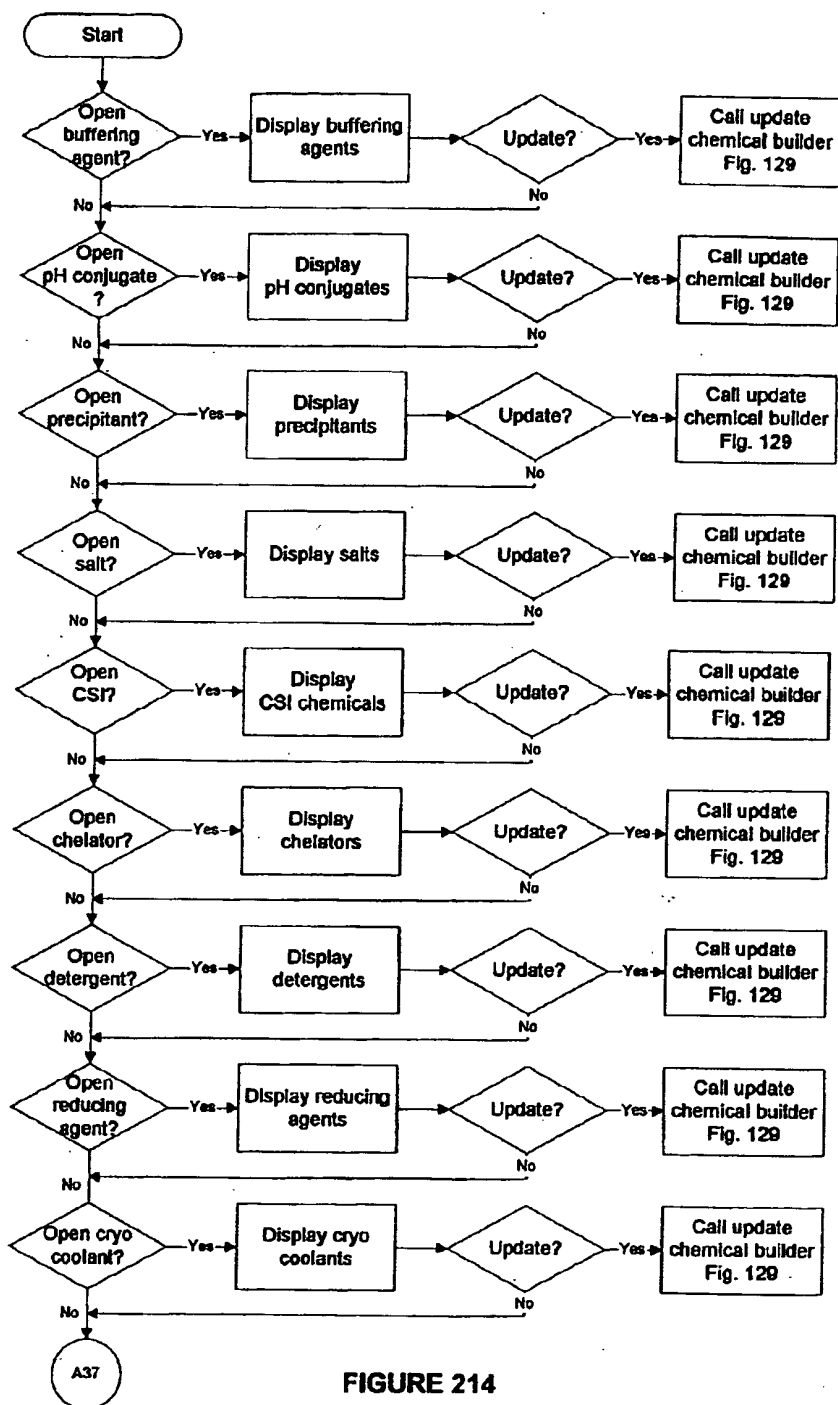 Start
Open
buffering
agent?
Yes
Display buffering
agents
Update?
Yes
Call update
chemical builder
Fig. 129
No
No
Open
pH conjugate
?
Yes
Display
pH conjugates
Update?
Yes
Call update
chemical builder
Fig. 129
No
No
Open
precipitant?
Yes
Display
precipitants
Update?
Yes
Call update
chemical builder
Fig. 129
No
No
Open
salt?
Yes
Display salts
Update?
Yes
Call update
chemical builder
Fig. 129
No
No
Open
CSI?
Yes
Display
CSI chemicals
Update?
Yes
Call update
chemical builder
Fig. 129
No
No
Open
chelator?
Yes
Display
chelators
Update?
Yes
Call update
chemical builder
Fig. 129
No
No
Open
detergent?
Yes
Display
detergents
Update?
Yes
Call update
chemical builder
Fig. 129
No
No
Open
reducing
agent?
Yes
Display reducing
agents
Update?
Yes
Call update
chemical builder
Fig. 129
No
No
Open cryo
coolant?
Yes
Display cryo
coolants
Update?
Yes
Call update
chemical builder
Fig. 129
No
No
A37
FIGURE 214